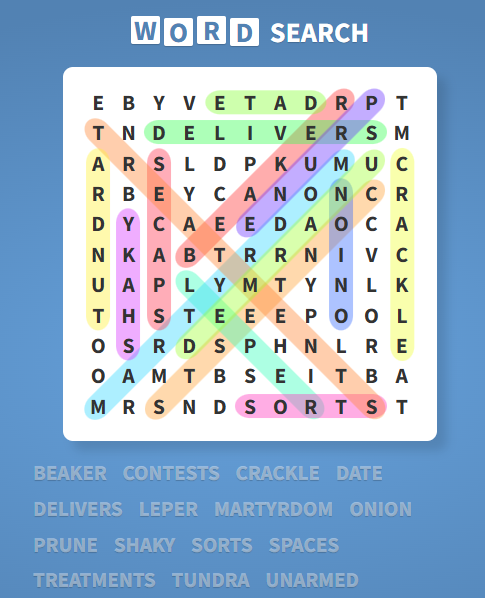 WORD SEARCH
E B Y V E T A D R P T
T N D E L I V E R S M
A R S L D P K U M U C
R B E Y C A N O N C R
D Y C A E E D A O C A
N K A B T R R N I V C
U A P L Y M T Y N L K
T H S T E E E P O O L
O S R D S P H N L R E
O A M T B S E I T B A
M R S N D S O R T S T
BEAKER CONTESTS CRACKLE DATE
DELIVERS LEPER MARTYRDOM ONION
PRUNE SHAKY SORTS SPACES
TREATMENTS TUNDRA UNARMED